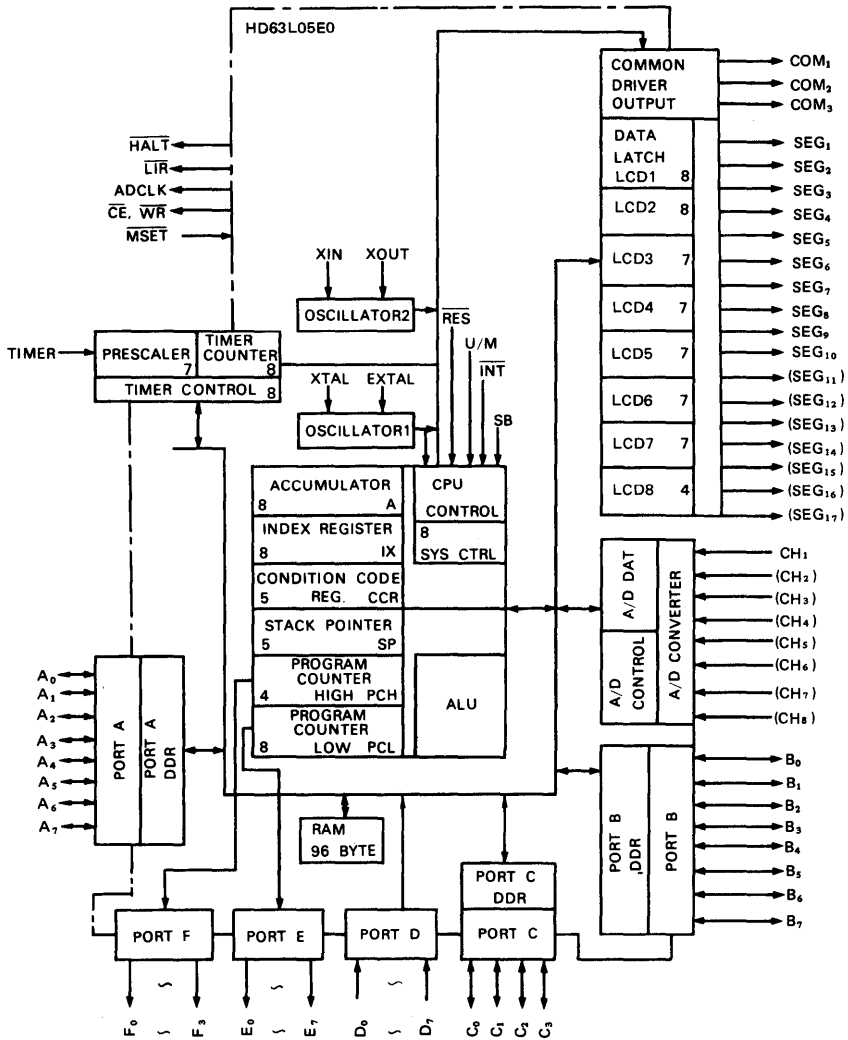 HD63L05E0
COMMON
DRIVER
OUTPUT
COM₁
COM₂
COM₃
DATA
LATCH
LCD1 8
LCD2 8
LCD3 7
LCD4 7
LCD5 7
LCD6 7
LCD7 7
LCD8 4
SEG₁
SEG₂
SEG₃
SEG₄
SEG₅
SEG₆
SEG₇
SEG₈
SEG₉
SEG₁₀
(SEG₁₁)
(SEG₁₂)
(SEG₁₃)
(SEG₁₄)
(SEG₁₅)
(SEG₁₆)
(SEG₁₇)
H̅A̅L̅T̅
L̅I̅R̅
ADCLK
C̅E̅, W̅R̅
M̅S̅E̅T̅
XIN XOUT
OSCILLATOR2
TIMER
PRESCALER
7
TIMER
COUNTER
8
TIMER CONTROL 8
XTAL EXTAL
OSCILLATOR1
R̅E̅S̅
U/M
I̅N̅T̅
SB
ACCUMULATOR
8 A
INDEX REGISTER
8 IX
CONDITION CODE
5 REG. CCR
STACK POINTER
5 SP
PROGRAM
COUNTER
4 HIGH PCH
PROGRAM
COUNTER
8 LOW PCL
CPU
CONTROL
8
SYS CTRL
ALU
A/D DAT
A/D CONTROL
A/D CONVERTER
CH₁
(CH₂)
(CH₃)
(CH₄)
(CH₅)
(CH₆)
(CH₇)
(CH₈)
A₀
A₁
A₂
A₃
A₄
A₅
A₆
A₇
PORT A
PORT A
DDR
RAM
96 BYTE
PORT B
,DDR
PORT B
B₀
B₁
B₂
B₃
B₄
B₅
B₆
B₇
PORT C
DDR
PORT F
PORT E
PORT D
PORT C
F₀ ∼ F₃
E₀ ∼ E₇
D₀ ∼ D₇
C₀ C₁ C₂ C₃